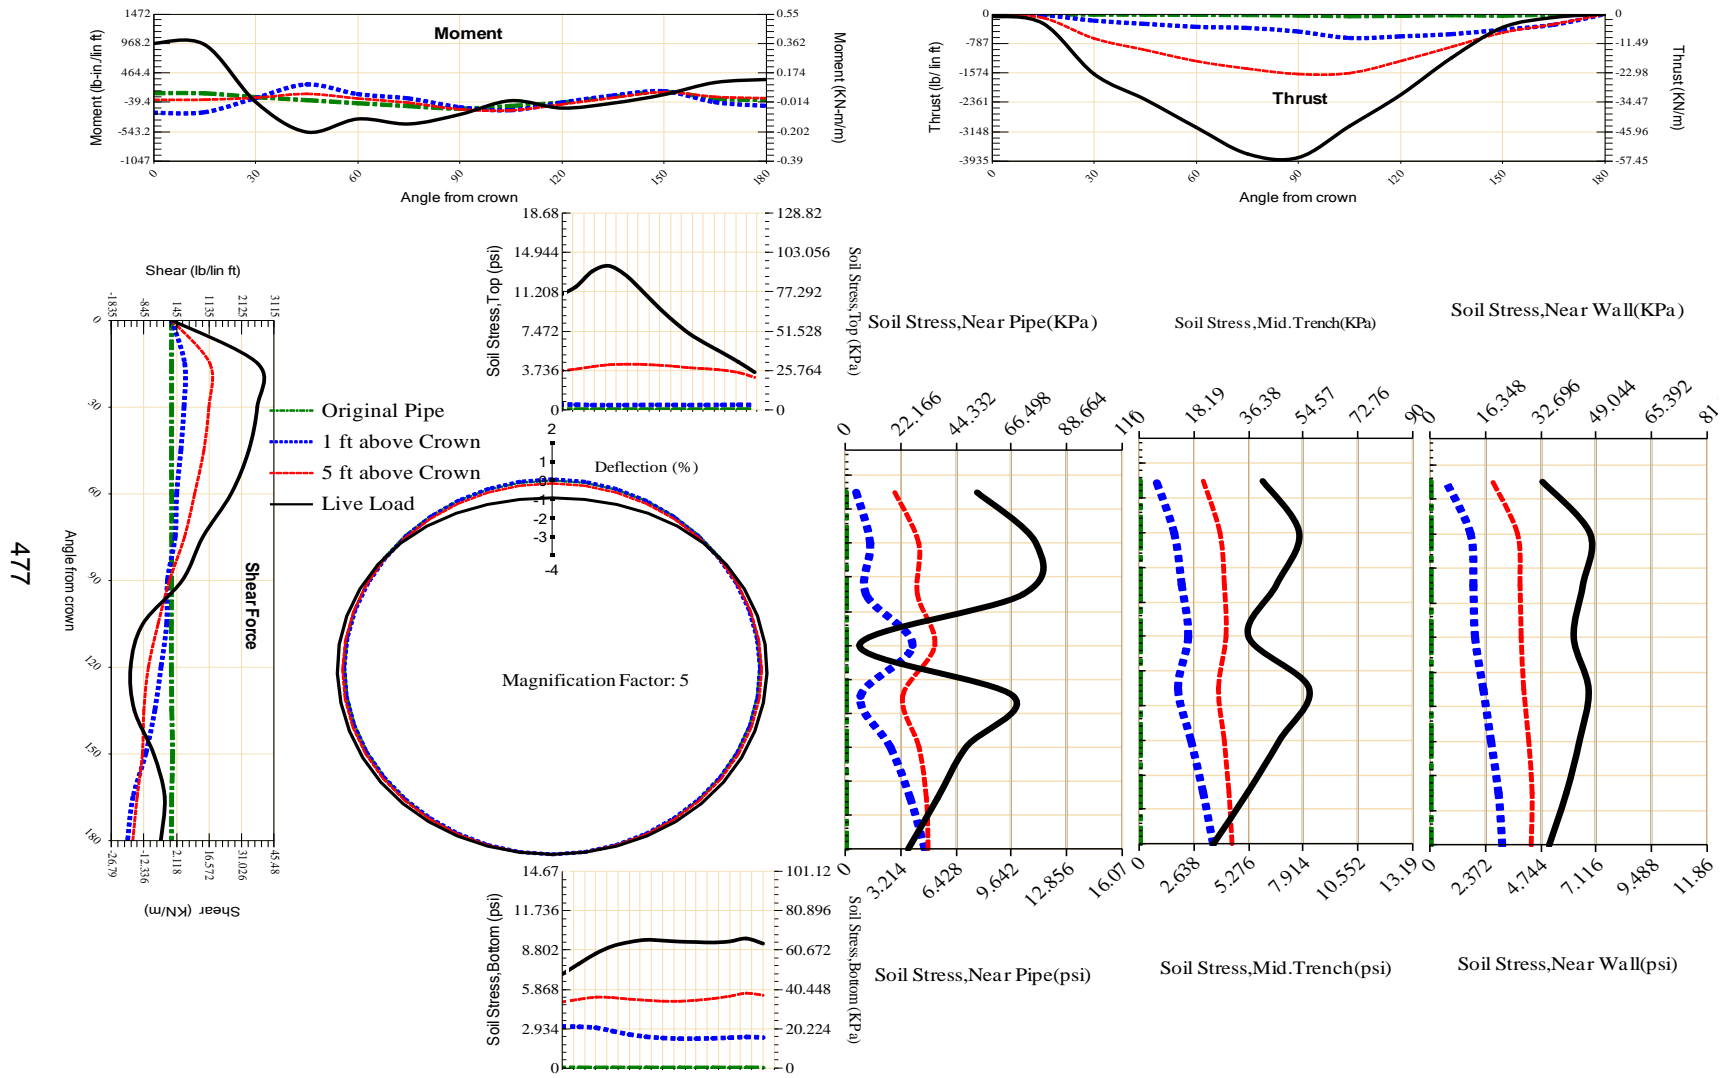 Moment
1472
968.2
464.4
-39.4
-543.2
-1047
Moment (lb-in./lin ft)
0.55
0.362
0.174
-0.014
-0.202
-0.39
Moment (KN-m/m)
0 30 60 90 120 150 180
Angle from crown
Thrust
0
-787
-1574
-2361
-3148
-3935
Thrust (lb/ lin ft)
0
-11.49
-22.98
-34.47
-45.96
-57.45
Thrust (KN/m)
0 30 60 90 120 150 180
Angle from crown
18.68
14.944
11.208
7.472
3.736
0
Soil Stress,Top (psi)
128.82
103.056
77.292
51.528
25.764
0
Soil Stress,Top (KPa)
Shear (lb/lin ft)
-1835 -845 145 1135 2125 3115
0
30
60
90
120
150
180
Angle from crown
Shear Force
-26.79 -12.336 2.118 16.572 31.026 45.48
Shear (KN/m)
477
Original Pipe
1 ft above Crown
5 ft above Crown
Live Load
2
1
0
-1
-2
-3
-4
Deflection (%)
Magnification Factor: 5
14.67
11.736
8.802
5.868
2.934
0
Soil Stress,Bottom (psi)
101.12
80.896
60.672
40.448
20.224
0
Soil Stress,Bottom (KPa)
Soil Stress,Near Pipe(KPa)
0 22.166 44.332 66.498 88.664 110
0 3.214 6.428 9.642 12.856 16.07
Soil Stress,Near Pipe(psi)
Soil Stress,Mid.Trench(KPa)
0 18.19 36.38 54.57 72.76 90
0 2.638 5.276 7.914 10.552 13.19
Soil Stress,Mid.Trench(psi)
Soil Stress,Near Wall(KPa)
0 16.348 32.696 49.044 65.392 81
0 2.372 4.744 7.116 9.488 11.86
Soil Stress,Near Wall(psi)